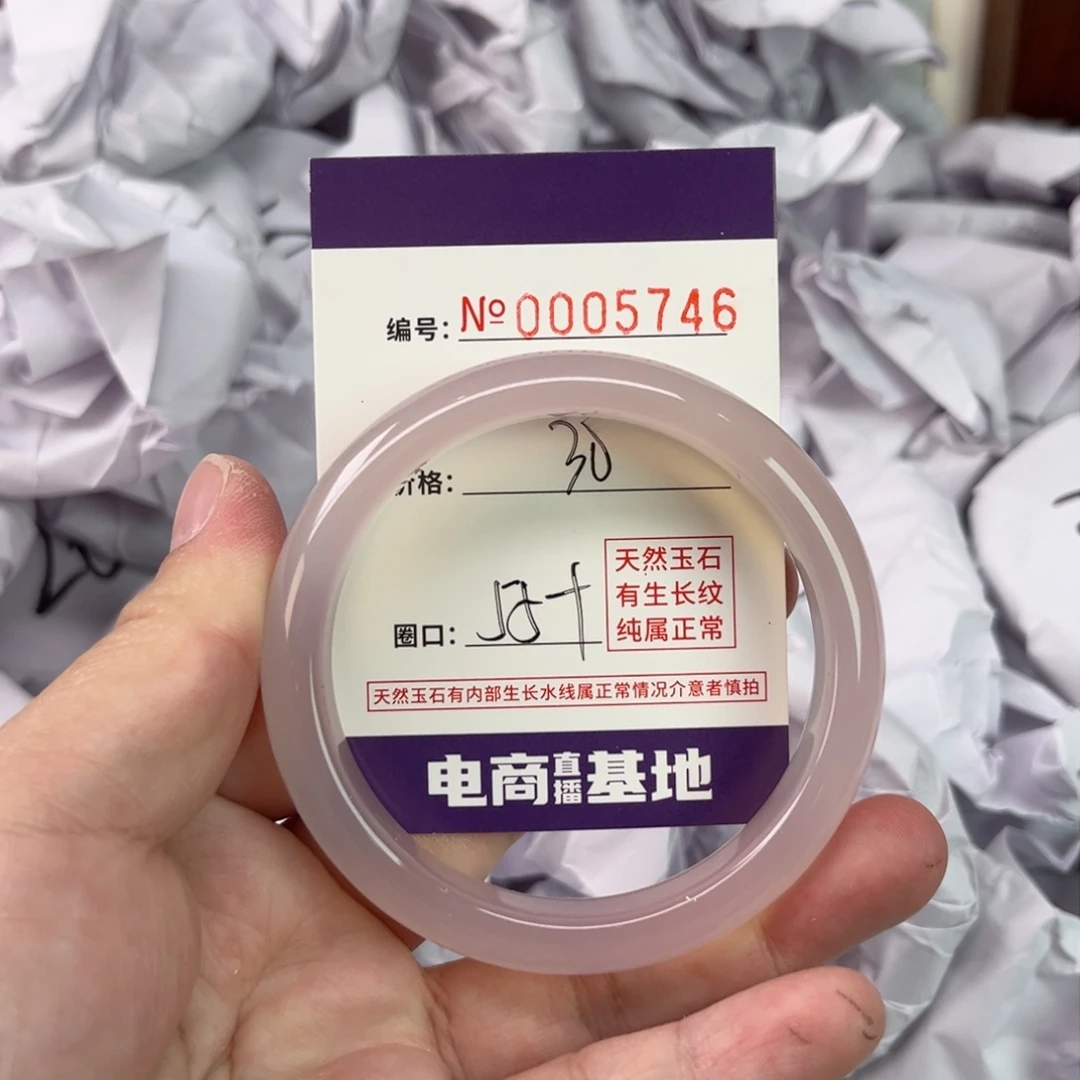 编号：№0005746
价格：30
天然玉石
有生长纹
纯属正常
圈口：58+
天然玉石有内部生长水线属正常情况介意者慎拍
电商直播基地